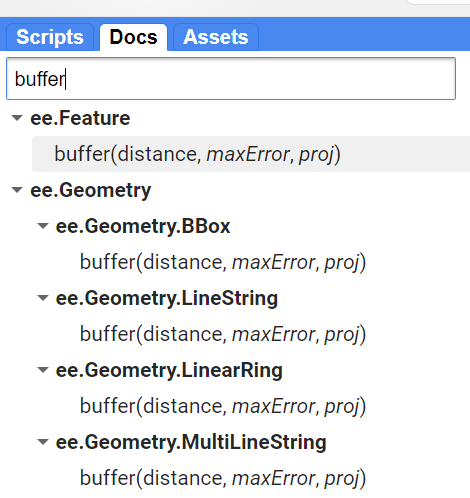 Scripts Docs Assets
buffer
ee.Feature
buffer(distance, maxError, proj)
ee.Geometry
ee.Geometry.BBox
buffer(distance, maxError, proj)
ee.Geometry.LineString
buffer(distance, maxError, proj)
ee.Geometry.LinearRing
buffer(distance, maxError, proj)
ee.Geometry.MultiLineString
buffer(distance, maxError, proj)